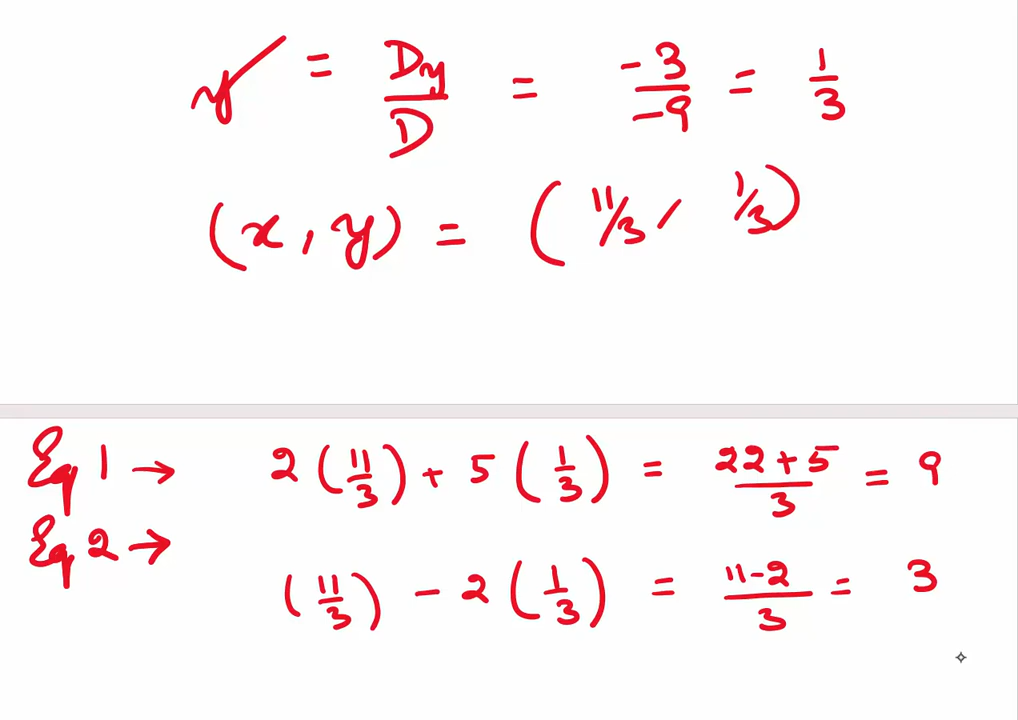 y = Dy/D = -3/-9 = 1/3
(x, y) = (11/3, 1/3)
Eq 1 → 2(11/3) + 5(1/3) = 22+5/3 = 9
Eq 2 →
(11/3) - 2(1/3) = 11-2/3 = 3